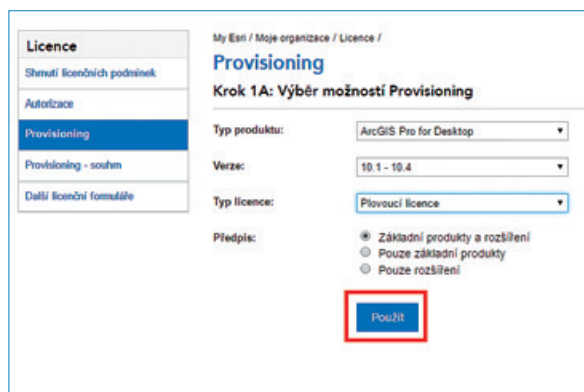 Licence
Shrnutí licenčních podmínek
Autorizace
Provisioning
Provisioning - souhrn
Další licenční formuláře
My Esri / Moje organizace / Licence /
Provisioning
Krok 1A: Výběr možností Provisioning
Typ produktu:
ArcGIS Pro for Desktop
Verze:
10.1 - 10.4
Typ licence:
Plovoucí licence
Předpis:
Základní produkty a rozšíření
Pouze základní produkty
Pouze rozšíření
Použít